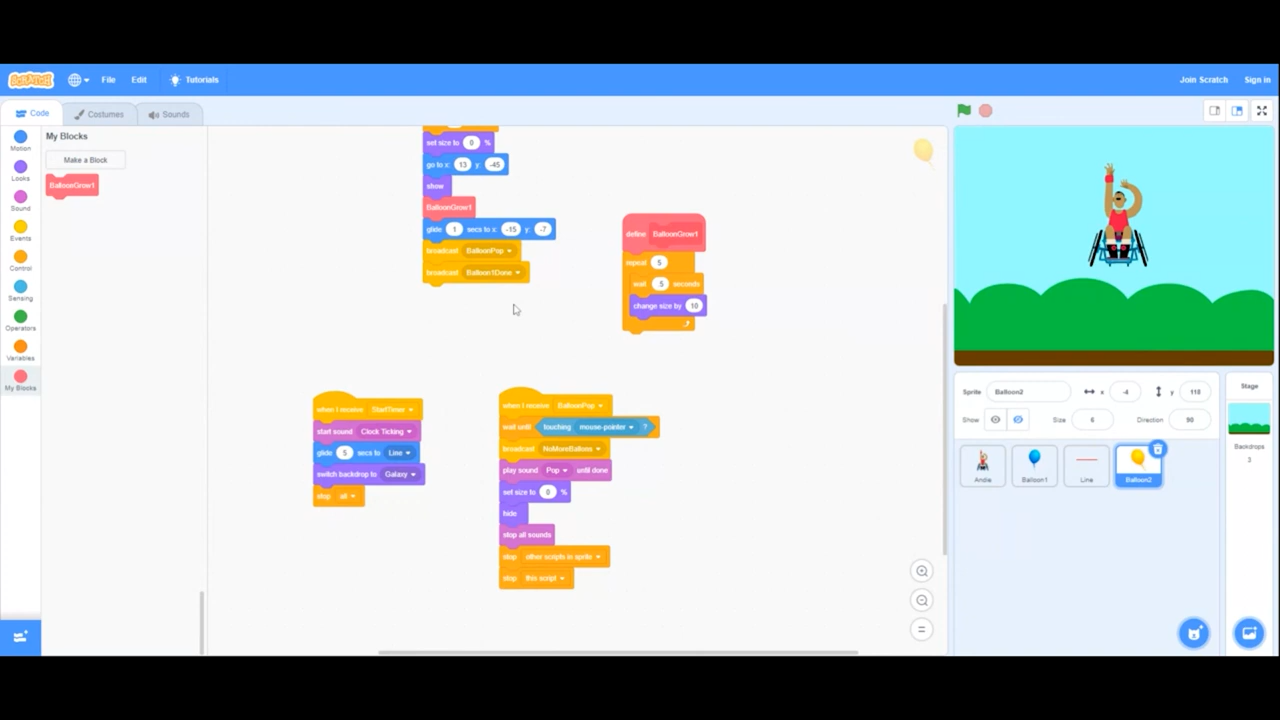 SCRATCH File Edit Tutorials Join Scratch Sign in
Code Costumes Sounds
Motion
Looks
Sound
Events
Control
Sensing
Operators
Variables
My Blocks
My Blocks
Make a Block
BalloonGrow1
set size to 0 %
go to x: 13 y: -45
show
BalloonGrow1
glide 1 secs to x: -15 y: -7
broadcast BalloonPop
broadcast Balloon1Done
define BalloonGrow1
repeat 5
wait .5 seconds
change size by 10
when I receive StartTimer
start sound Clock Ticking
glide 5 secs to Line
switch backdrop to Galaxy
stop all
when I receive BalloonPop
wait until touching mouse-pointer ?
broadcast NoMoreBallons
play sound Pop until done
set size to 0 %
hide
stop all sounds
stop other scripts in sprite
stop this script
Sprite Balloon2 x -4 y 118
Show Size 6 Direction 90
Andie Balloon1 Line Balloon2
Stage
Backdrops
3